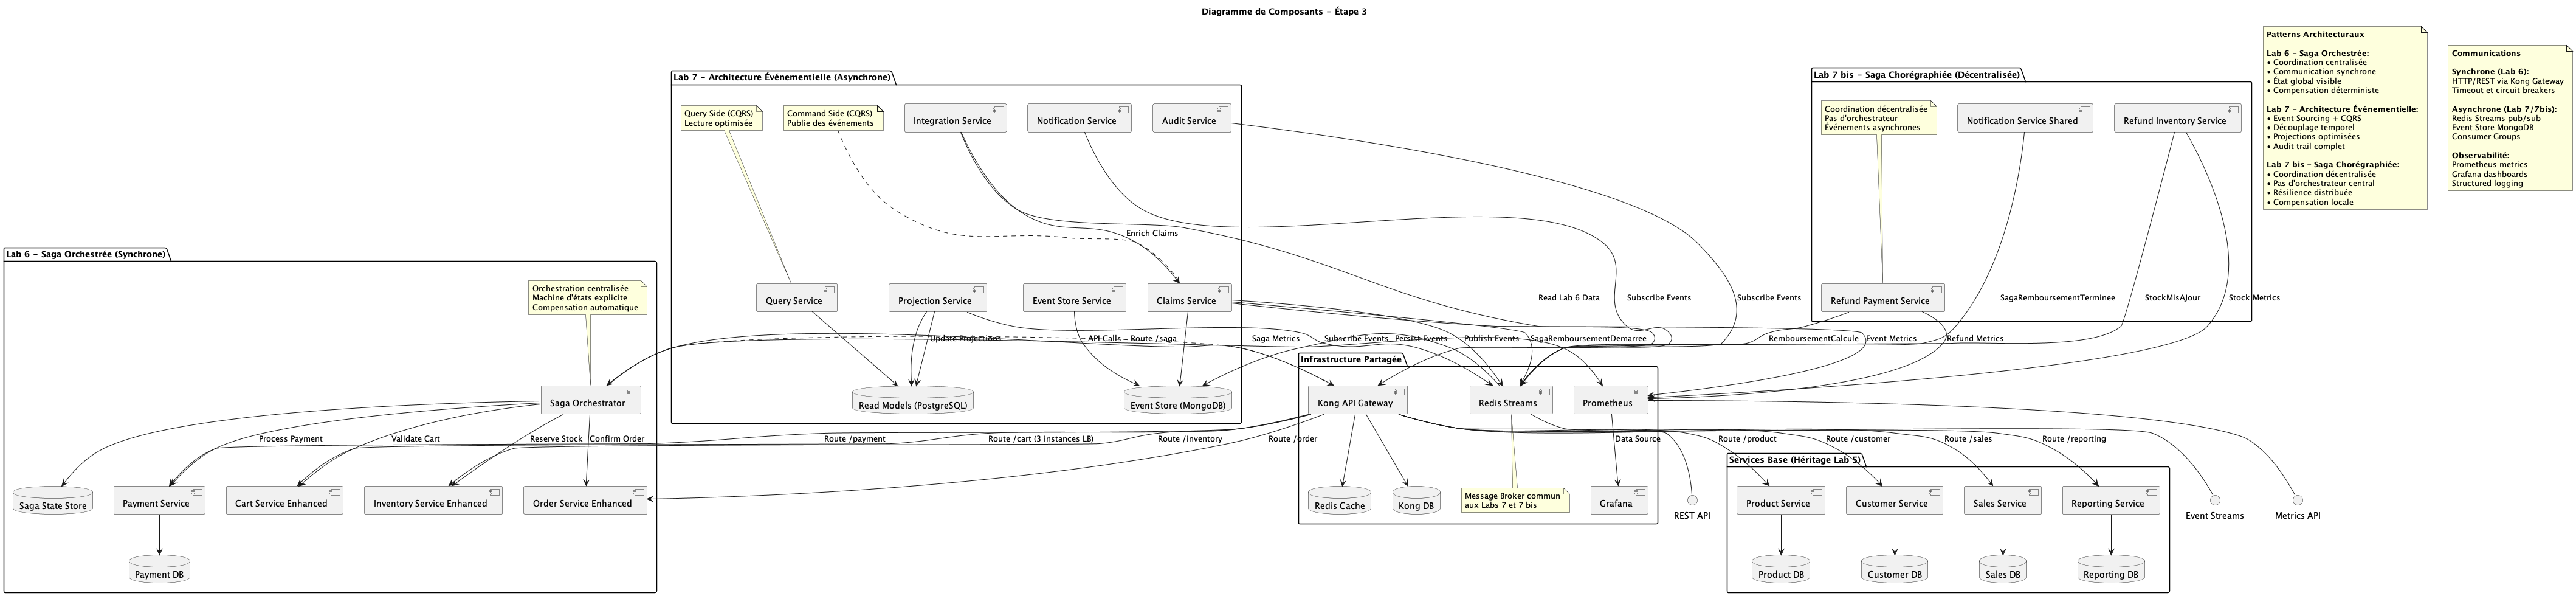 Diagramme de Composants – Étape 3
Patterns Architecturaux
Lab 6 – Saga Orchestrée:
• Coordination centralisée
• Communication synchrone
• État global visible
• Compensation déterministe
Lab 7 – Architecture Événementielle:
• Event Sourcing + CQRS
• Découplage temporel
• Projections optimisées
• Audit trail complet
Lab 7 bis – Saga Chorégraphiée:
• Coordination décentralisée
• Pas d'orchestrateur central
• Résilience distribuée
• Compensation locale
Communications
Synchrone (Lab 6):
HTTP/REST via Kong Gateway
Timeout et circuit breakers
Asynchrone (Lab 7/7bis):
Redis Streams pub/sub
Event Store MongoDB
Consumer Groups
Observabilité:
Prometheus metrics
Grafana dashboards
Structured logging
Lab 7 – Architecture Événementielle (Asynchrone)
Query Side (CQRS)
Lecture optimisée
Command Side (CQRS)
Publie des événements
Integration Service
Notification Service
Audit Service
Lab 7 bis – Saga Chorégraphiée (Décentralisée)
Coordination décentralisée
Pas d'orchestrateur
Événements asynchrones
Notification Service Shared
Refund Inventory Service
Enrich Claims
Lab 6 – Saga Orchestrée (Synchrone)
Orchestration centralisée
Machine d'états explicite
Compensation automatique
Query Service
Projection Service
Event Store Service
Claims Service
Read Lab 6 Data
Subscribe Events
Subscribe Events
Refund Payment Service
SagaRemboursementTerminee
StockMisAJour
Stock Metrics
Update Projections
API Calls – Route /saga
Saga Metrics
Subscribe Events
Persist Events
Publish Events
SagaRemboursementDemarree
RemboursementCalcule
Event Metrics
Refund Metrics
Infrastructure Partagée
Saga Orchestrator
Read Models (PostgreSQL)
Event Store (MongoDB)
Kong API Gateway
Redis Streams
Prometheus
Process Payment
Validate Cart
Reserve Stock
Confirm Order
Route /payment
Route /cart (3 instances LB)
Route /inventory
Route /order
Data Source
Route /product
Route /customer
Route /sales
Route /reporting
Services Base (Héritage Lab 5)
Saga State Store
Payment Service
Cart Service Enhanced
Inventory Service Enhanced
Order Service Enhanced
Redis Cache
Kong DB
Message Broker commun
aux Labs 7 et 7 bis
Grafana
REST API
Product Service
Customer Service
Sales Service
Reporting Service
Event Streams
Metrics API
Payment DB
Product DB
Customer DB
Sales DB
Reporting DB